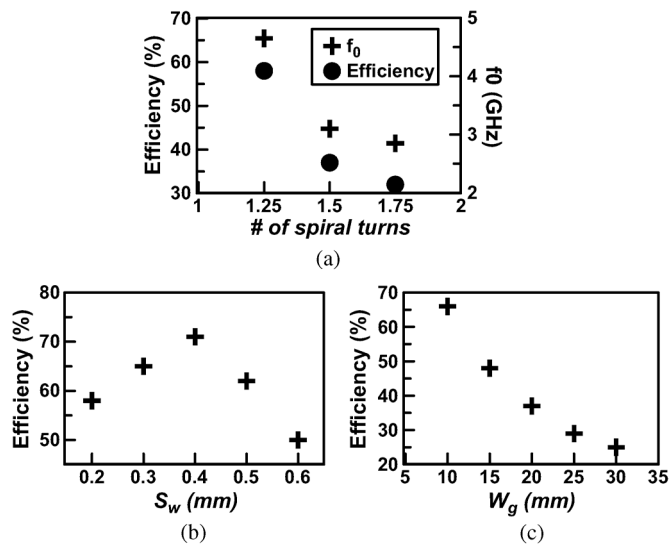 70
60
50
40
30
Efficiency (%)
f₀
Efficiency
5
4
3
2
f0 (GHz)
1 1.25 1.5 1.75 2
# of spiral turns
(a)
80
70
60
50
Efficiency (%)
0.2 0.3 0.4 0.5 0.6
S_w (mm)
(b)
70
60
50
40
30
20
Efficiency (%)
5 10 15 20 25 30 35
W_g (mm)
(c)